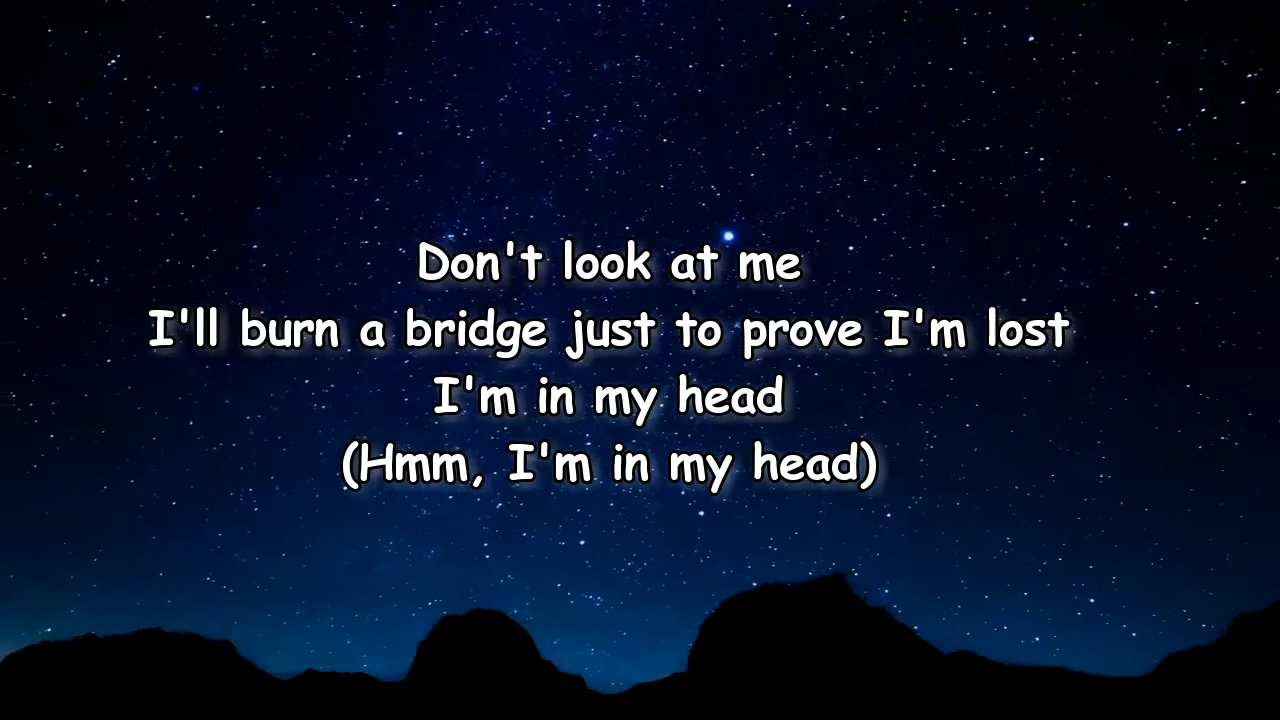 Don't look at me
I'll burn a bridge just to prove I'm lost
I'm in my head
(Hmm, I'm in my head)